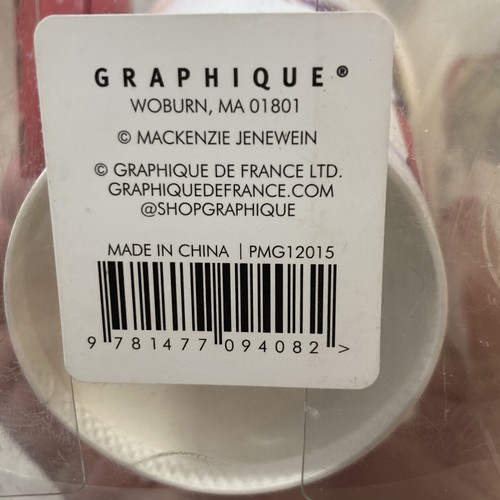 GRAPHIQUE®
WOBURN, MA 01801
© MACKENZIE JENEWEIN
© GRAPHIQUE DE FRANCE LTD.
GRAPHIQUEDEFRANCE.COM
@SHOPGRAPHIQUE
MADE IN CHINA | PMG12015
9 781477 094082 >